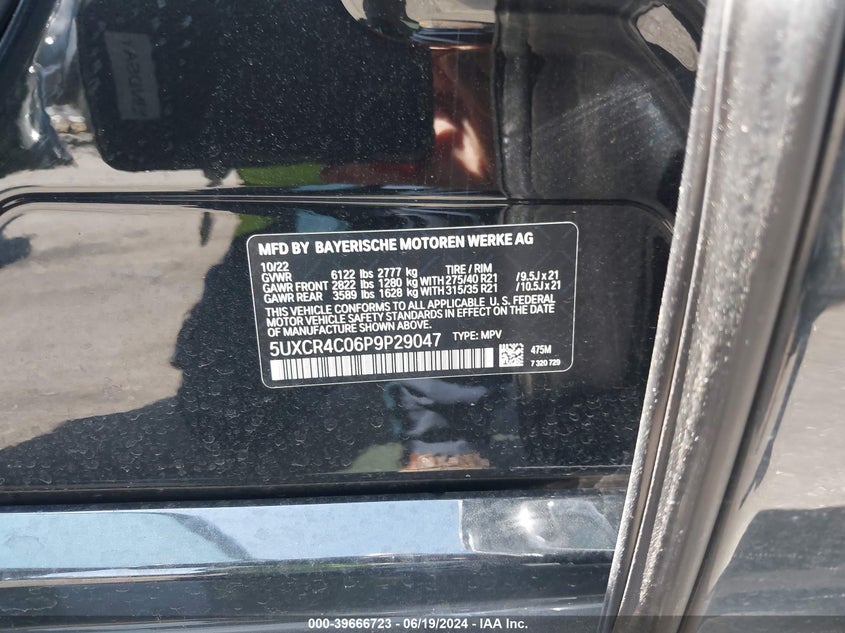 MFD BY BAYERISCHE MOTOREN WERKE AG
10/22
GVWR 6122 lbs 2777 kg TIRE / RIM
GAWR FRONT 2822 lbs 1280 kg WITH 275/40 R21 /9.5J x 21
GAWR REAR 3589 lbs 1628 kg WITH 315/35 R21 /10.5J x 21
THIS VEHICLE CONFORMS TO ALL APPLICABLE U.S. FEDERAL
MOTOR VEHICLE SAFETY STANDARDS IN EFFECT ON THE DATE
OF MANUFACTURE SHOWN ABOVE.
5UXCR4C06P9P29047 TYPE: MPV
475M
7 320 729
000-39666723 - 06/19/2024 - IAA Inc.